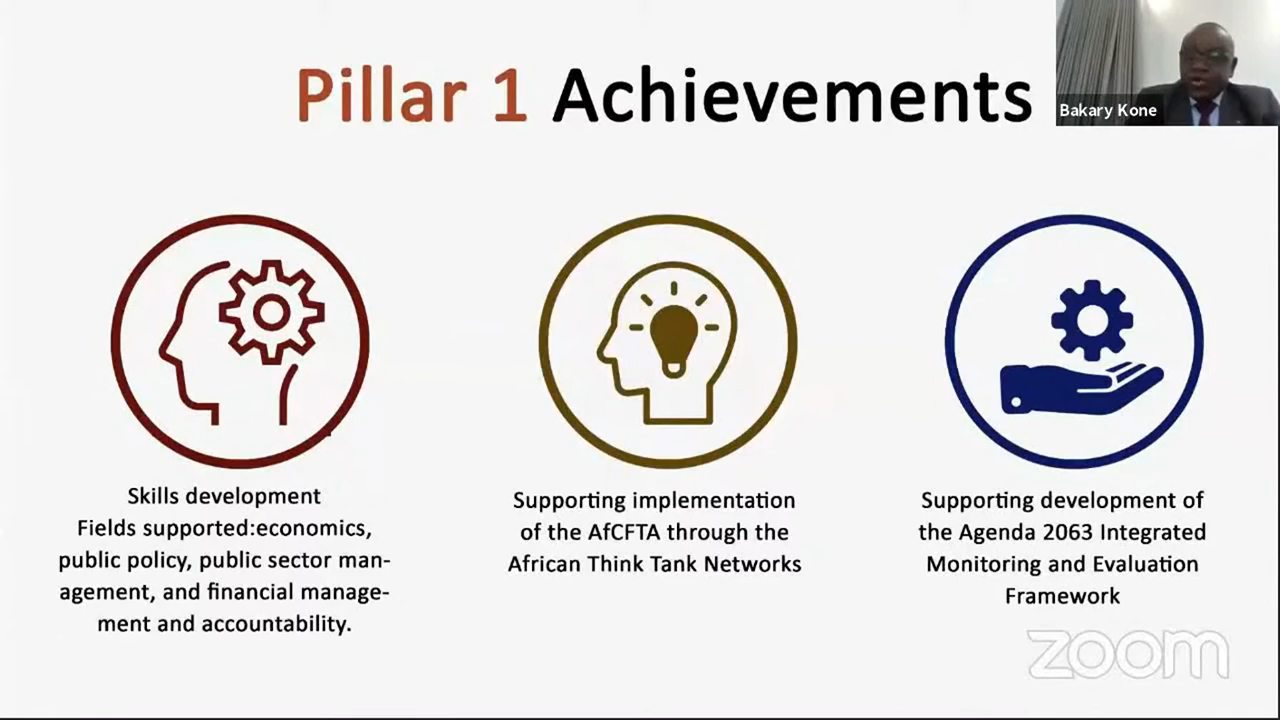 Pillar 1 Achievements
Bakary Kone
Skills development
Fields supported:economics,
public policy, public sector man-
agement, and financial manage-
ment and accountability.
Supporting implementation
of the AfCFTA through the
African Think Tank Networks
Supporting development of
the Agenda 2063 Integrated
Monitoring and Evaluation
Framework
zoom